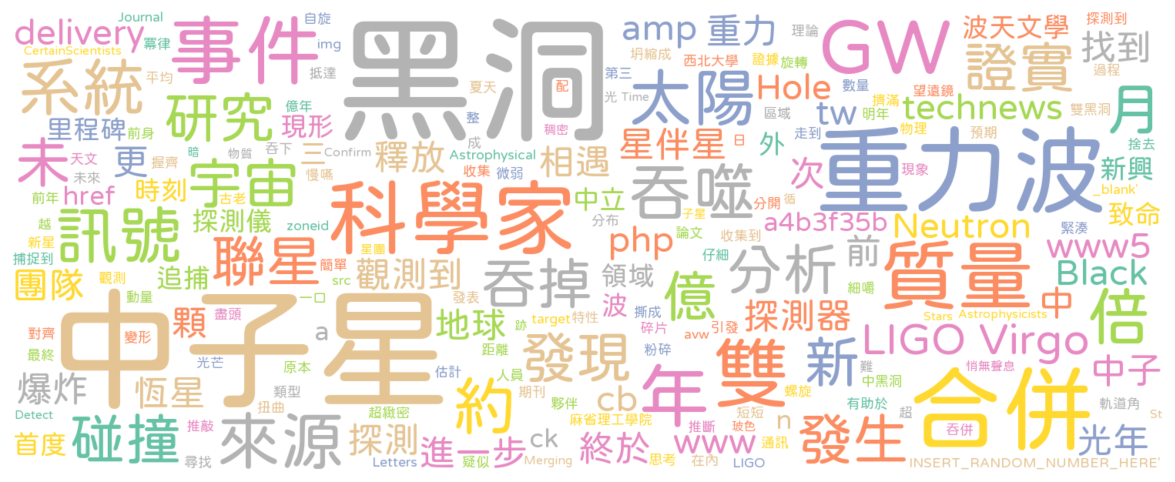 Journal
自旋
delivery
冪律
事件
img
黑洞
amp
重力
理論
GW
波天文學
探測到
CertainScientists
系統
平均
抵達
夏天
配
第三
坍縮成
西北大學
證據
旋轉
證實
找到
過程
太陽
Hole
數量
望遠鏡
擠滿
雙黑洞
億年
研究
現形
光
Time
區域
tw
明年
technews
月
里程碑
前身
整
稠密
星伴星
日
外
走到
物理
預期
捨去
未
天文
更
握齊
物質
吞下
三
Confirm
成
釋放
Astrophysical
相遇
重力波
新興
暗
慢嚥
收集
微弱
吞噬
次
現象
_blank'
未來
前年
href
時刻
宇宙
古老
科學家
中立
分布
子星
分開
循
a4b3f35b
緊湊
致命
越
新星
訊號
探測儀
zoneid
論文
收集到
Neutron
www5
捕捉到
聯星
星團
簡單
觀測到
php
仔細
分析
前
質量
Black
團隊
觀測
追捕
src
吞掉
領域
億
細嚼
中
倍
動量
一口
發表
波
撕成
探測器
Stars
Astrophysicists
對齊
變形
顆
盡頭
a
地球
跡
target
特性
碎片
avw
引發
LIGO Virgo
中子星
最終
光芒
原本
估計
距離
人員
發現
粉碎
雙
新
難
中黑洞
悄無聲息
中子
爆炸
恆星
類型
扭曲
約
期刊
夥伴
cb
年
螺旋
有助於
合併
軌道角
Detect
推敲
超緻密
麻省理工學院
短短
玻色
n
超
吞併
St
首度
碰撞
尋找
來源
探測
Letters
進一步
疑似
ck
Merging
終於
思考
推斷
www
在內
通訊
LIGO
發生
光年
INSERT_RANDOM_NUMBER_HERE'